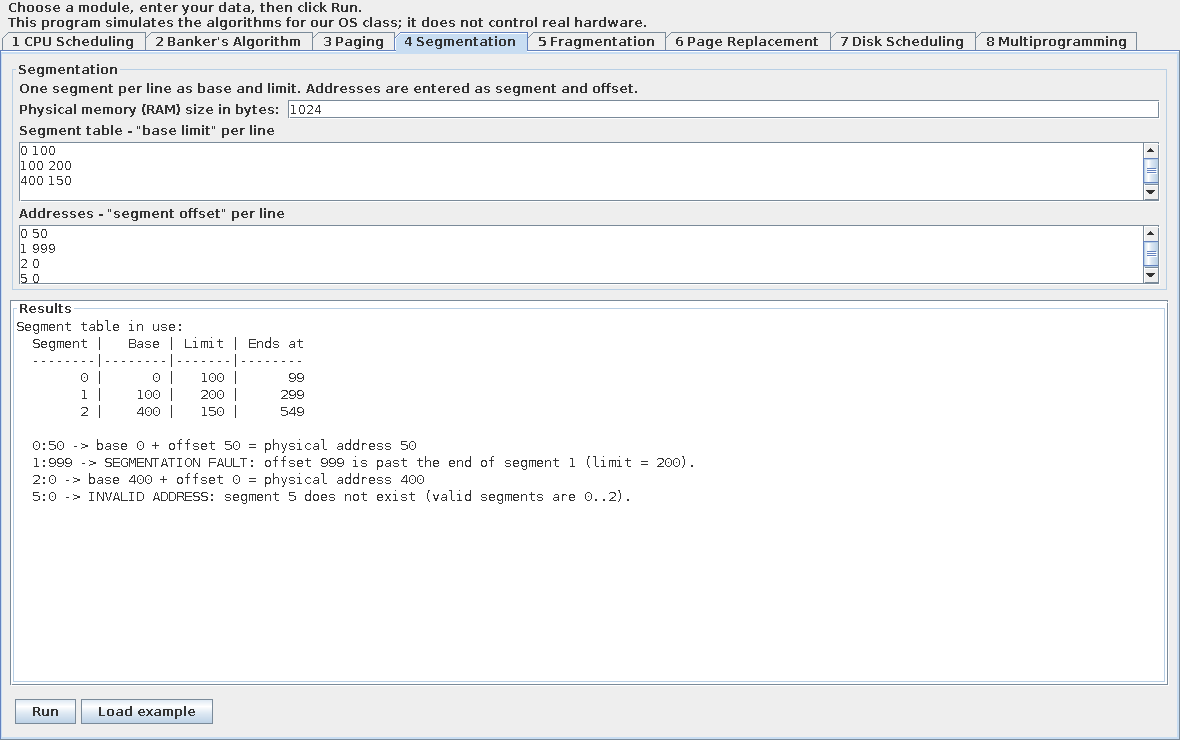 Choose a module, enter your data, then click Run.
This program simulates the algorithms for our OS class; it does not control real hardware.
1 CPU Scheduling 2 Banker's Algorithm 3 Paging 4 Segmentation 5 Fragmentation 6 Page Replacement 7 Disk Scheduling 8 Multiprogramming
Segmentation
One segment per line as base and limit. Addresses are entered as segment and offset.
Physical memory (RAM) size in bytes: 1024
Segment table - "base limit" per line
0 100
100 200
400 150
Addresses - "segment offset" per line
0 50
1 999
2 0
5 0
Results
Segment table in use:
Segment | Base | Limit | Ends at
--------|--------|-------|--------
0 | 0 | 100 | 99
1 | 100 | 200 | 299
2 | 400 | 150 | 549
0:50 -> base 0 + offset 50 = physical address 50
1:999 -> SEGMENTATION FAULT: offset 999 is past the end of segment 1 (limit = 200).
2:0 -> base 400 + offset 0 = physical address 400
5:0 -> INVALID ADDRESS: segment 5 does not exist (valid segments are 0..2).
Run Load example